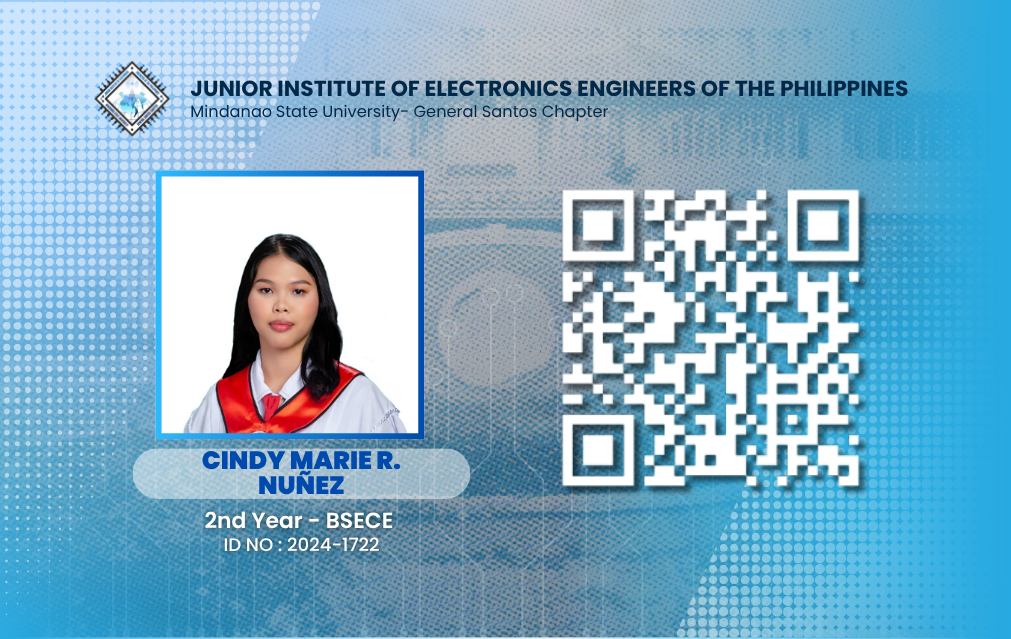 JUNIOR INSTITUTE OF ELECTRONICS ENGINEERS OF THE PHILIPPINES
Mindanao State University- General Santos Chapter
CINDY MARIE R.
NUÑEZ
2nd Year - BSECE
ID NO : 2024-1722